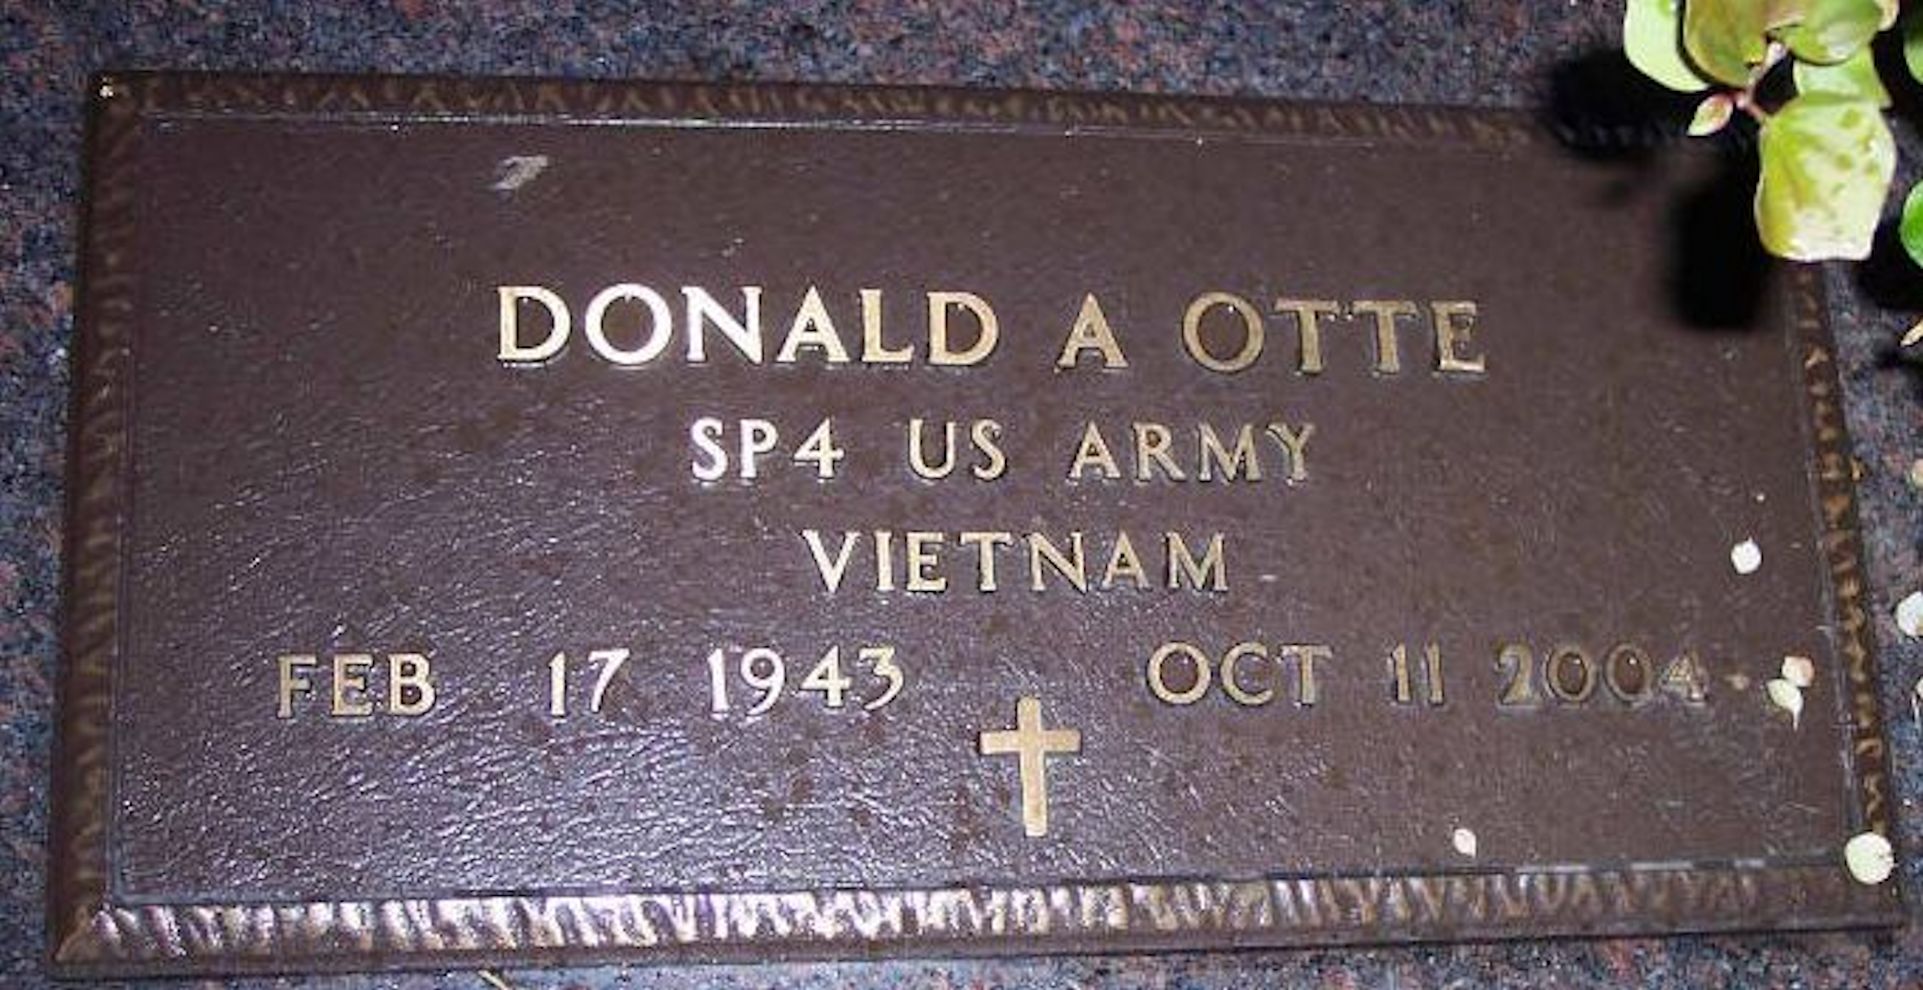 DONALD A OTTE
SP4 US ARMY
VIETNAM
FEB 17 1943 OCT 11 2004